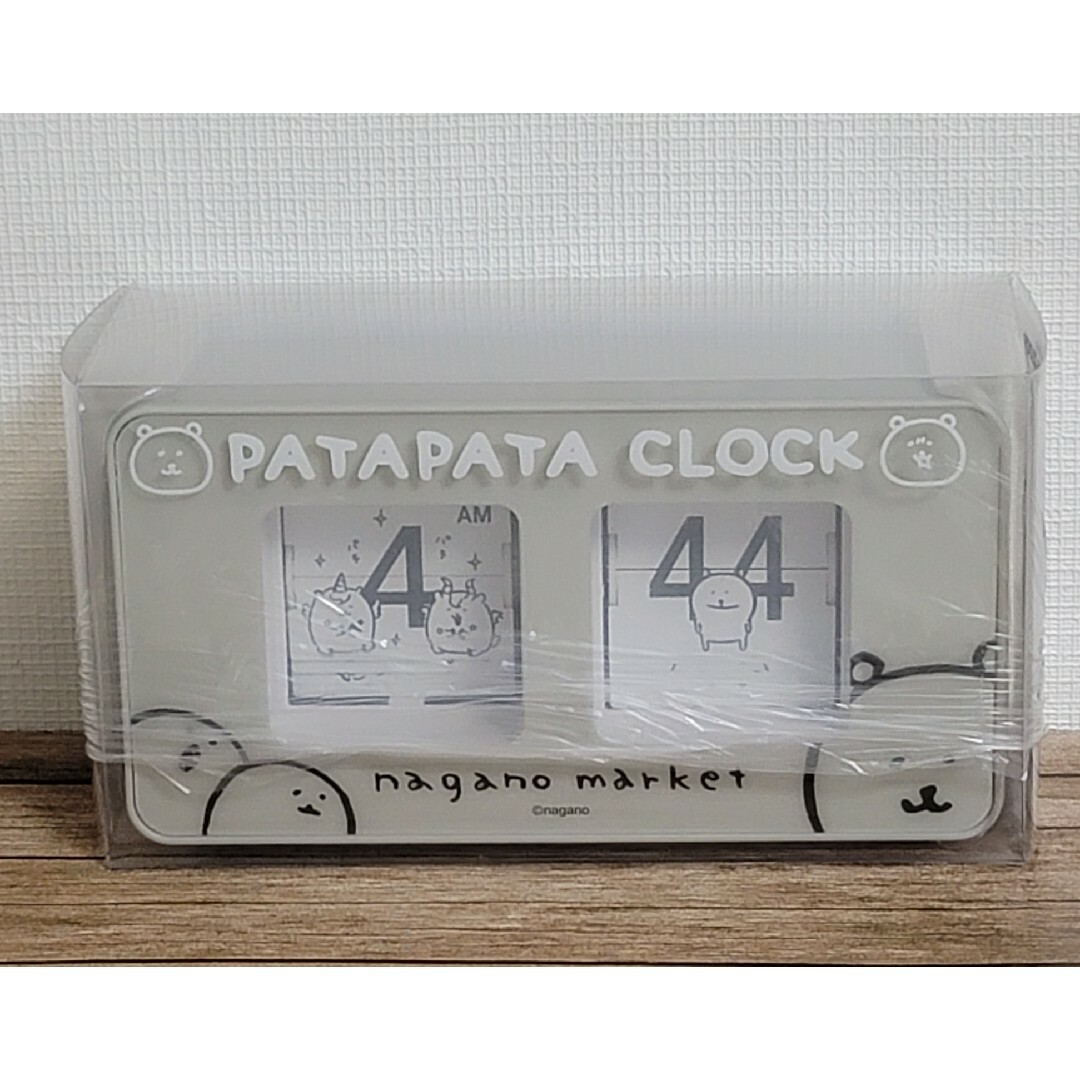 PATAPATA CLOCK
AM
4
44
nagano market
©nagano